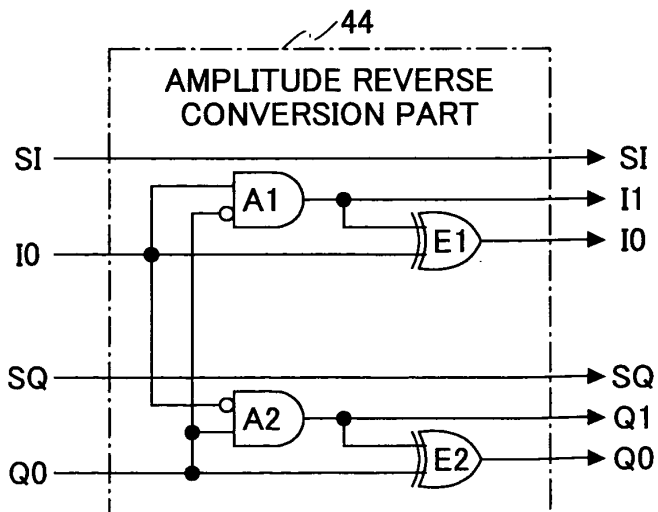 44
AMPLITUDE REVERSE
CONVERSION PART
SI
SI
A1
I1
E1
I0
I0
SQ
SQ
A2
Q1
E2
Q0
Q0